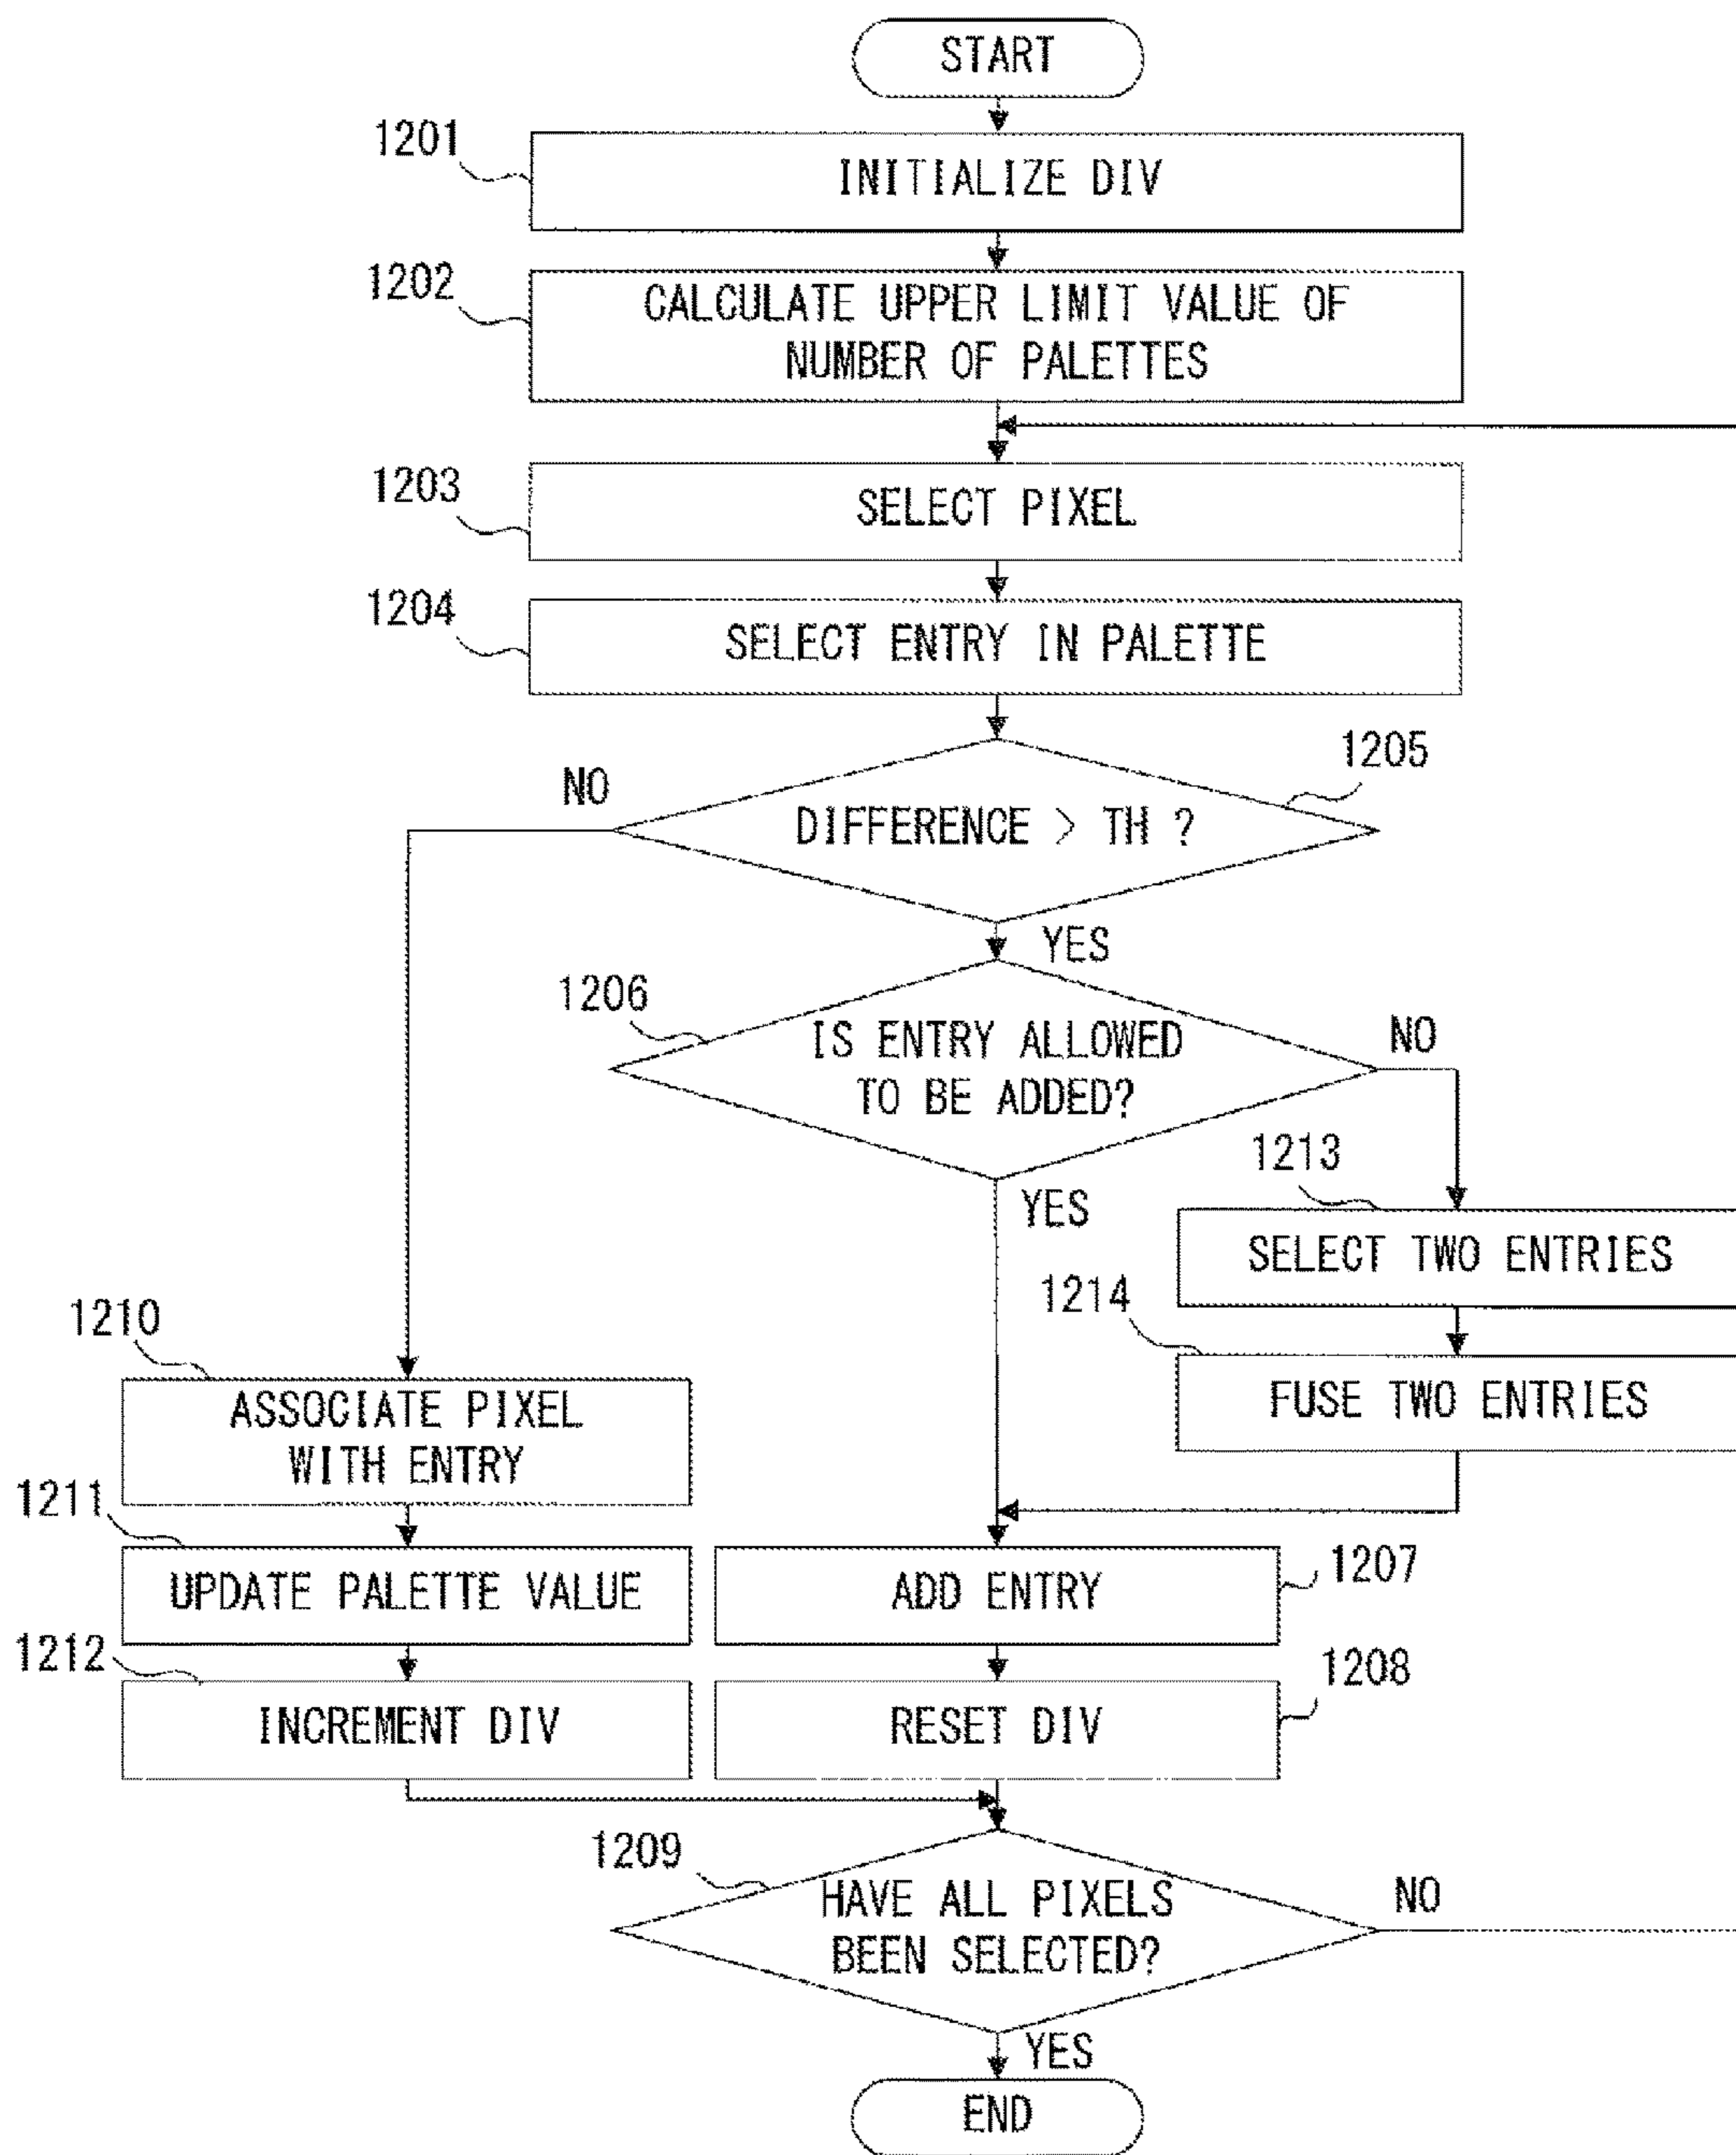 START
1201
INITIALIZE DIV
1202
CALCULATE UPPER LIMIT VALUE OF
NUMBER OF PALETTES
1203
SELECT PIXEL
1204
SELECT ENTRY IN PALETTE
1205
NO
DIFFERENCE > TH ?
YES
1206
IS ENTRY ALLOWED
TO BE ADDED?
NO
YES
1213
SELECT TWO ENTRIES
1214
FUSE TWO ENTRIES
1210
ASSOCIATE PIXEL
WITH ENTRY
1211
UPDATE PALETTE VALUE
ADD ENTRY
1207
1212
INCREMENT DIV
RESET DIV
1208
1209
HAVE ALL PIXELS
BEEN SELECTED?
NO
YES
END